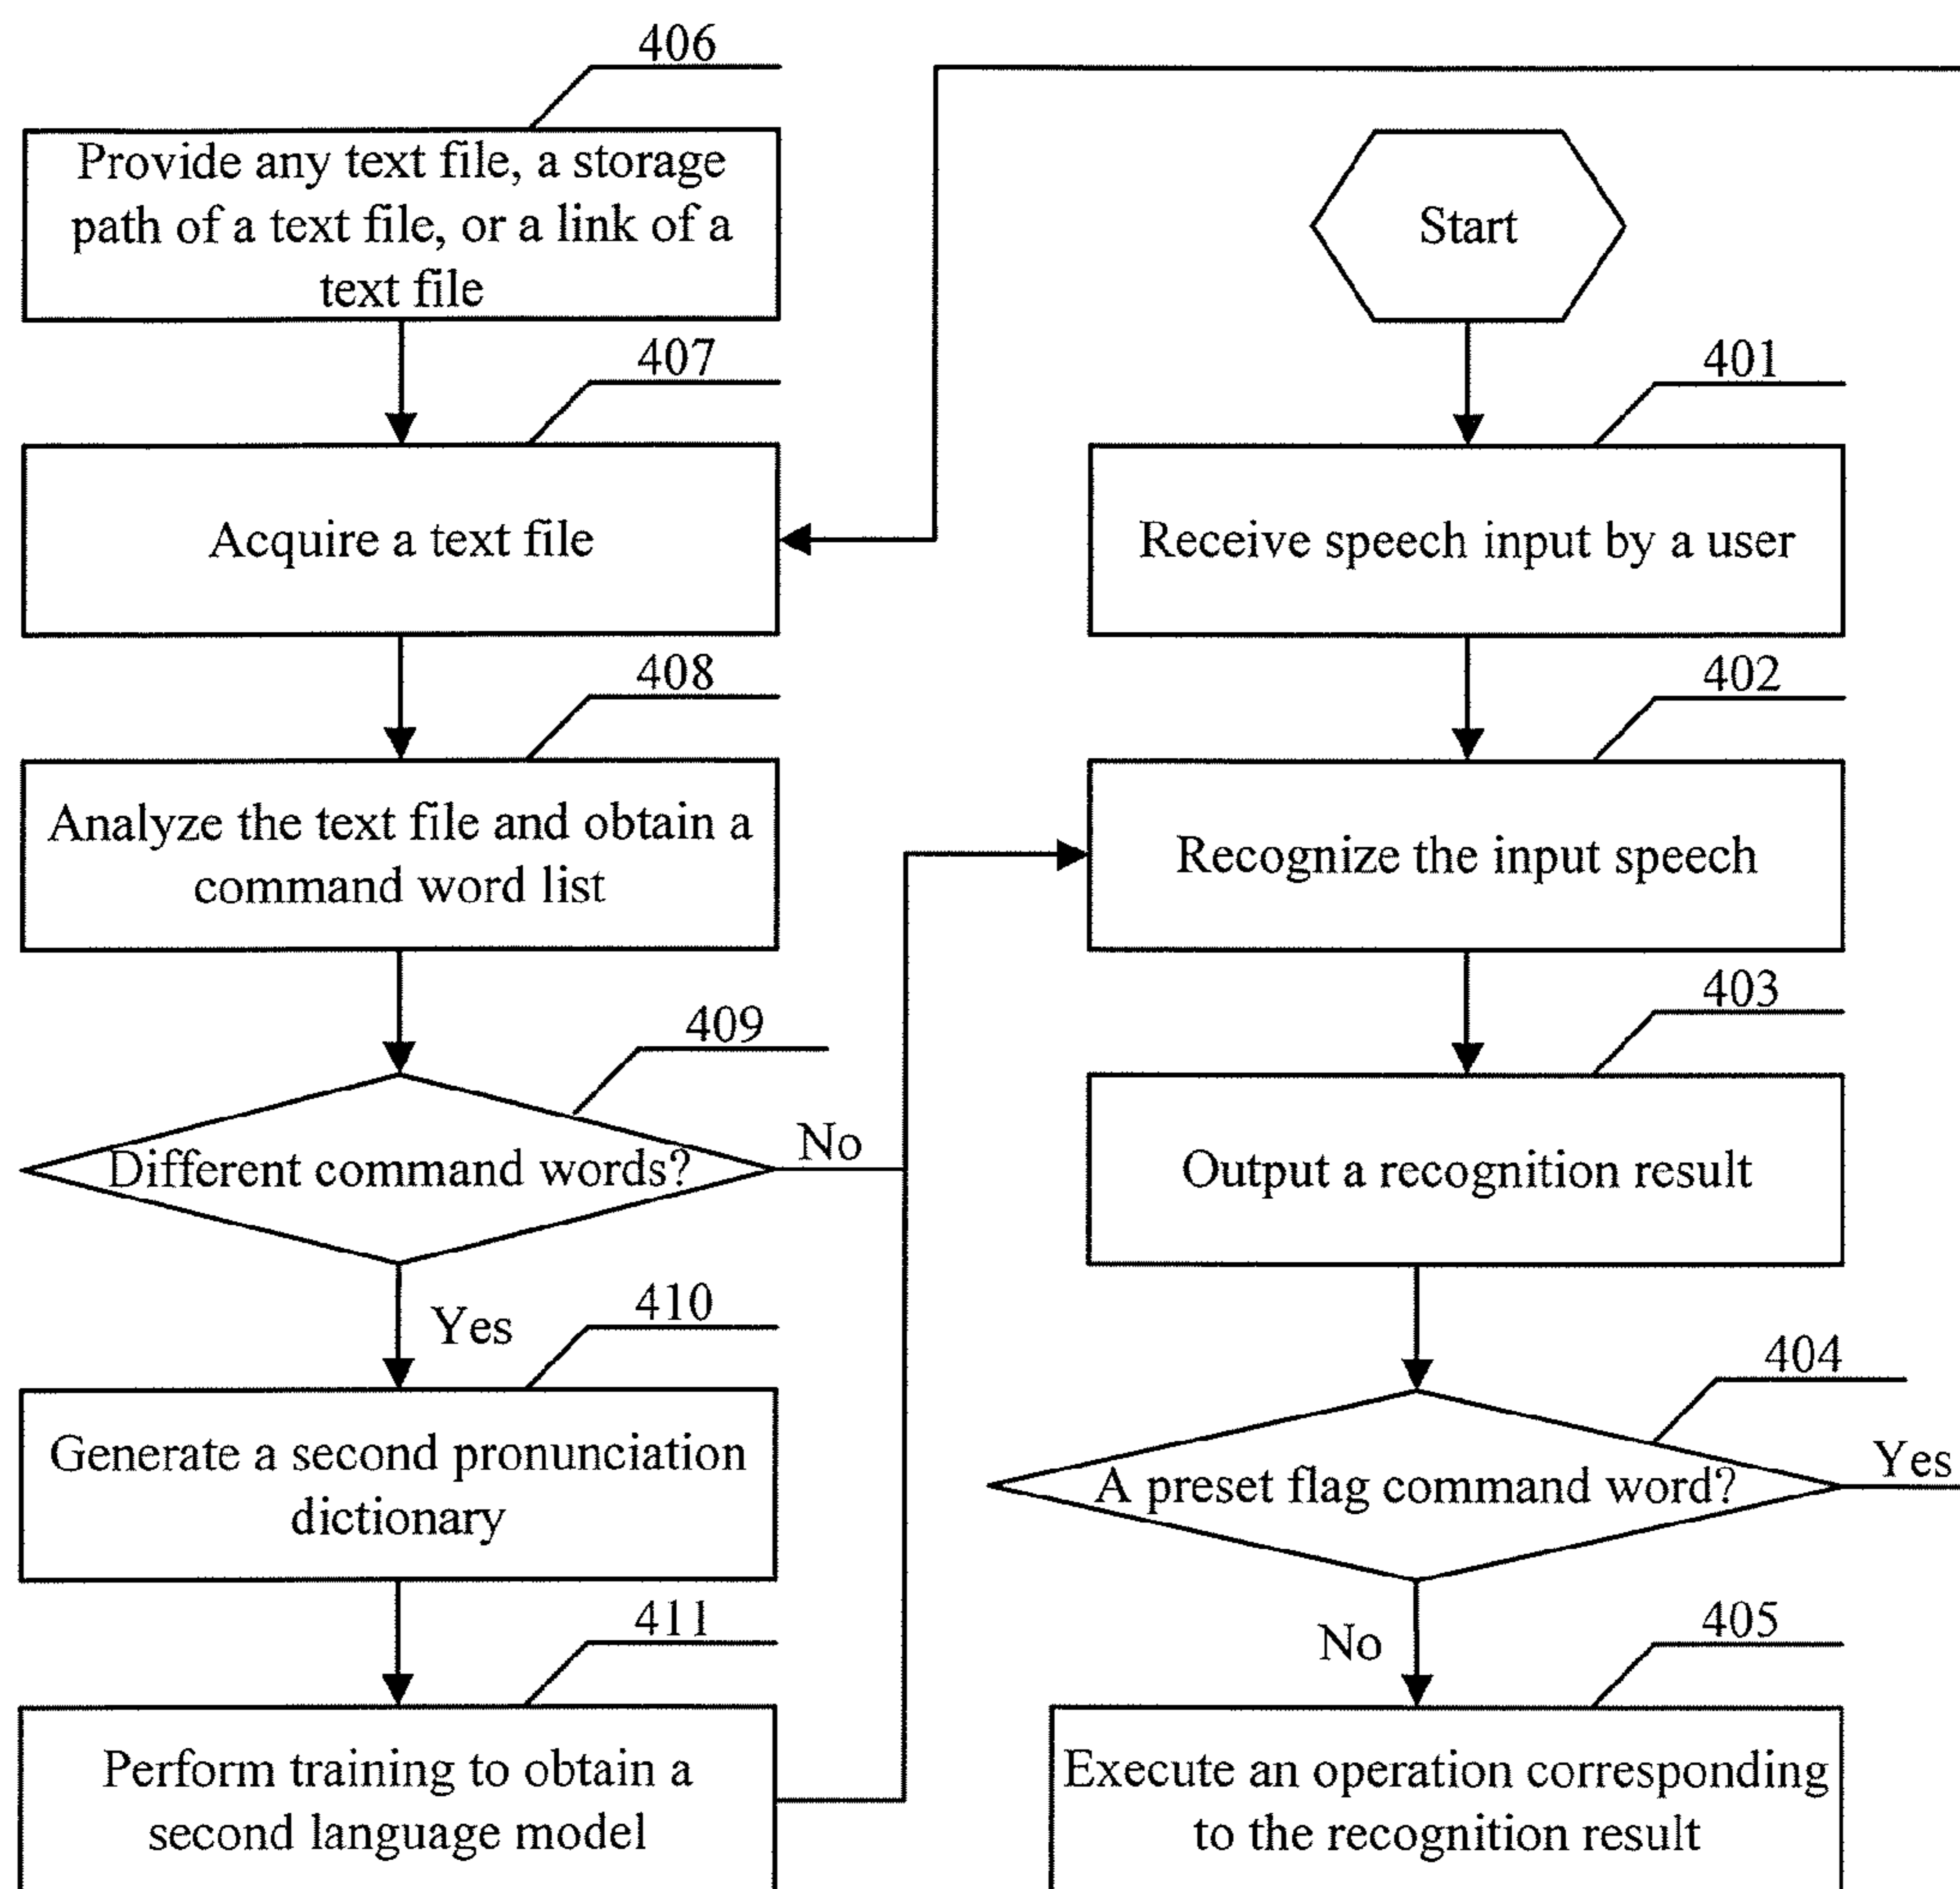 406
Provide any text file, a storage
path of a text file, or a link of a
text file
407
Acquire a text file
408
Analyze the text file and obtain a
command word list
409
Different command words?
No
Yes
410
Generate a second pronunciation
dictionary
411
Perform training to obtain a
second language model
Start
401
Receive speech input by a user
402
Recognize the input speech
403
Output a recognition result
404
A preset flag command word?
Yes
No
405
Execute an operation corresponding
to the recognition result